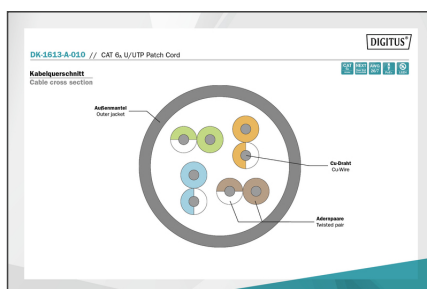 DIGITUS®
DK-1613-A-010 // CAT 6A U/UTP Patch Cord
Kabelquerschnitt
Cable cross section
Außenmantel
Outer jacket
Cu-Draht
Cu-Wire
Adernpaare
Twisted pair